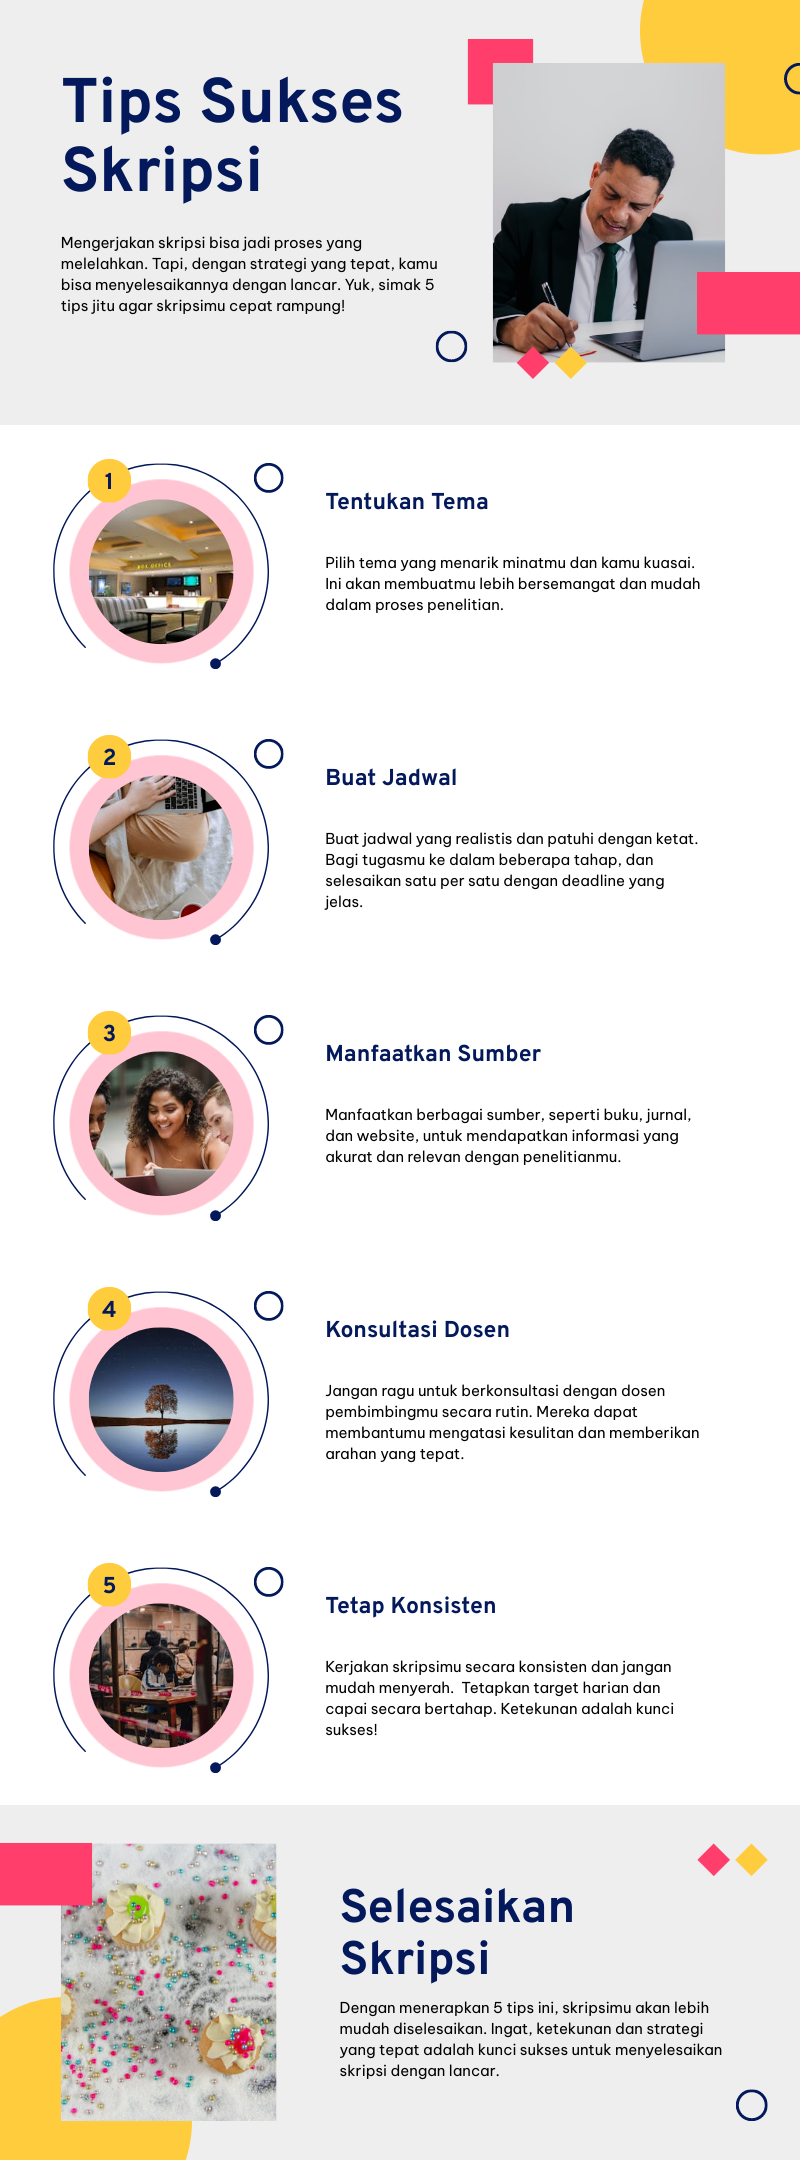 Tips Sukses
Skripsi
Mengerjakan skripsi bisa jadi proses yang
melelahkan. Tapi, dengan strategi yang tepat, kamu
bisa menyelesaikannya dengan lancar. Yuk, simak 5
tips jitu agar skripsimu cepat rampung!
1
BOX OFFICE
Tentukan Tema
Pilih tema yang menarik minatmu dan kamu kuasai.
Ini akan membuatmu lebih bersemangat dan mudah
dalam proses penelitian.
2
Buat Jadwal
Buat jadwal yang realistis dan patuhi dengan ketat.
Bagi tugasmu ke dalam beberapa tahap, dan
selesaikan satu per satu dengan deadline yang
jelas.
3
Manfaatkan Sumber
Manfaatkan berbagai sumber, seperti buku, jurnal,
dan website, untuk mendapatkan informasi yang
akurat dan relevan dengan penelitianmu.
4
Konsultasi Dosen
Jangan ragu untuk berkonsultasi dengan dosen
pembimbingmu secara rutin. Mereka dapat
membantumu mengatasi kesulitan dan memberikan
arahan yang tepat.
5
Tetap Konsisten
Kerjakan skripsimu secara konsisten dan jangan
mudah menyerah.  Tetapkan target harian dan
capai secara bertahap. Ketekunan adalah kunci
sukses!
Selesaikan
Skripsi
Dengan menerapkan 5 tips ini, skripsimu akan lebih
mudah diselesaikan. Ingat, ketekunan dan strategi
yang tepat adalah kunci sukses untuk menyelesaikan
skripsi dengan lancar.